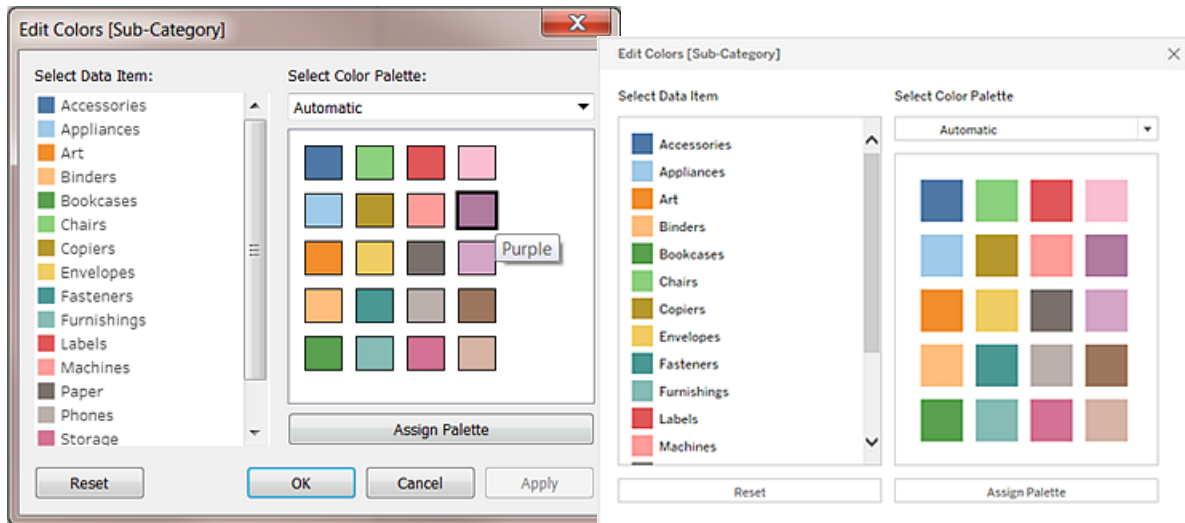 Edit Colors [Sub-Category]
Select Data Item:
Accessories
Appliances
Art
Binders
Bookcases
Chairs
Copiers
Envelopes
Fasteners
Furnishings
Labels
Machines
Paper
Phones
Storage
Select Color Palette:
Automatic
Purple
Assign Palette
Reset
OK
Cancel
Apply
Edit Colors [Sub-Category]
Select Data Item
Accessories
Appliances
Art
Binders
Bookcases
Chairs
Copiers
Envelopes
Fasteners
Furnishings
Labels
Machines
Select Color Palette
Automatic
Reset
Assign Palette